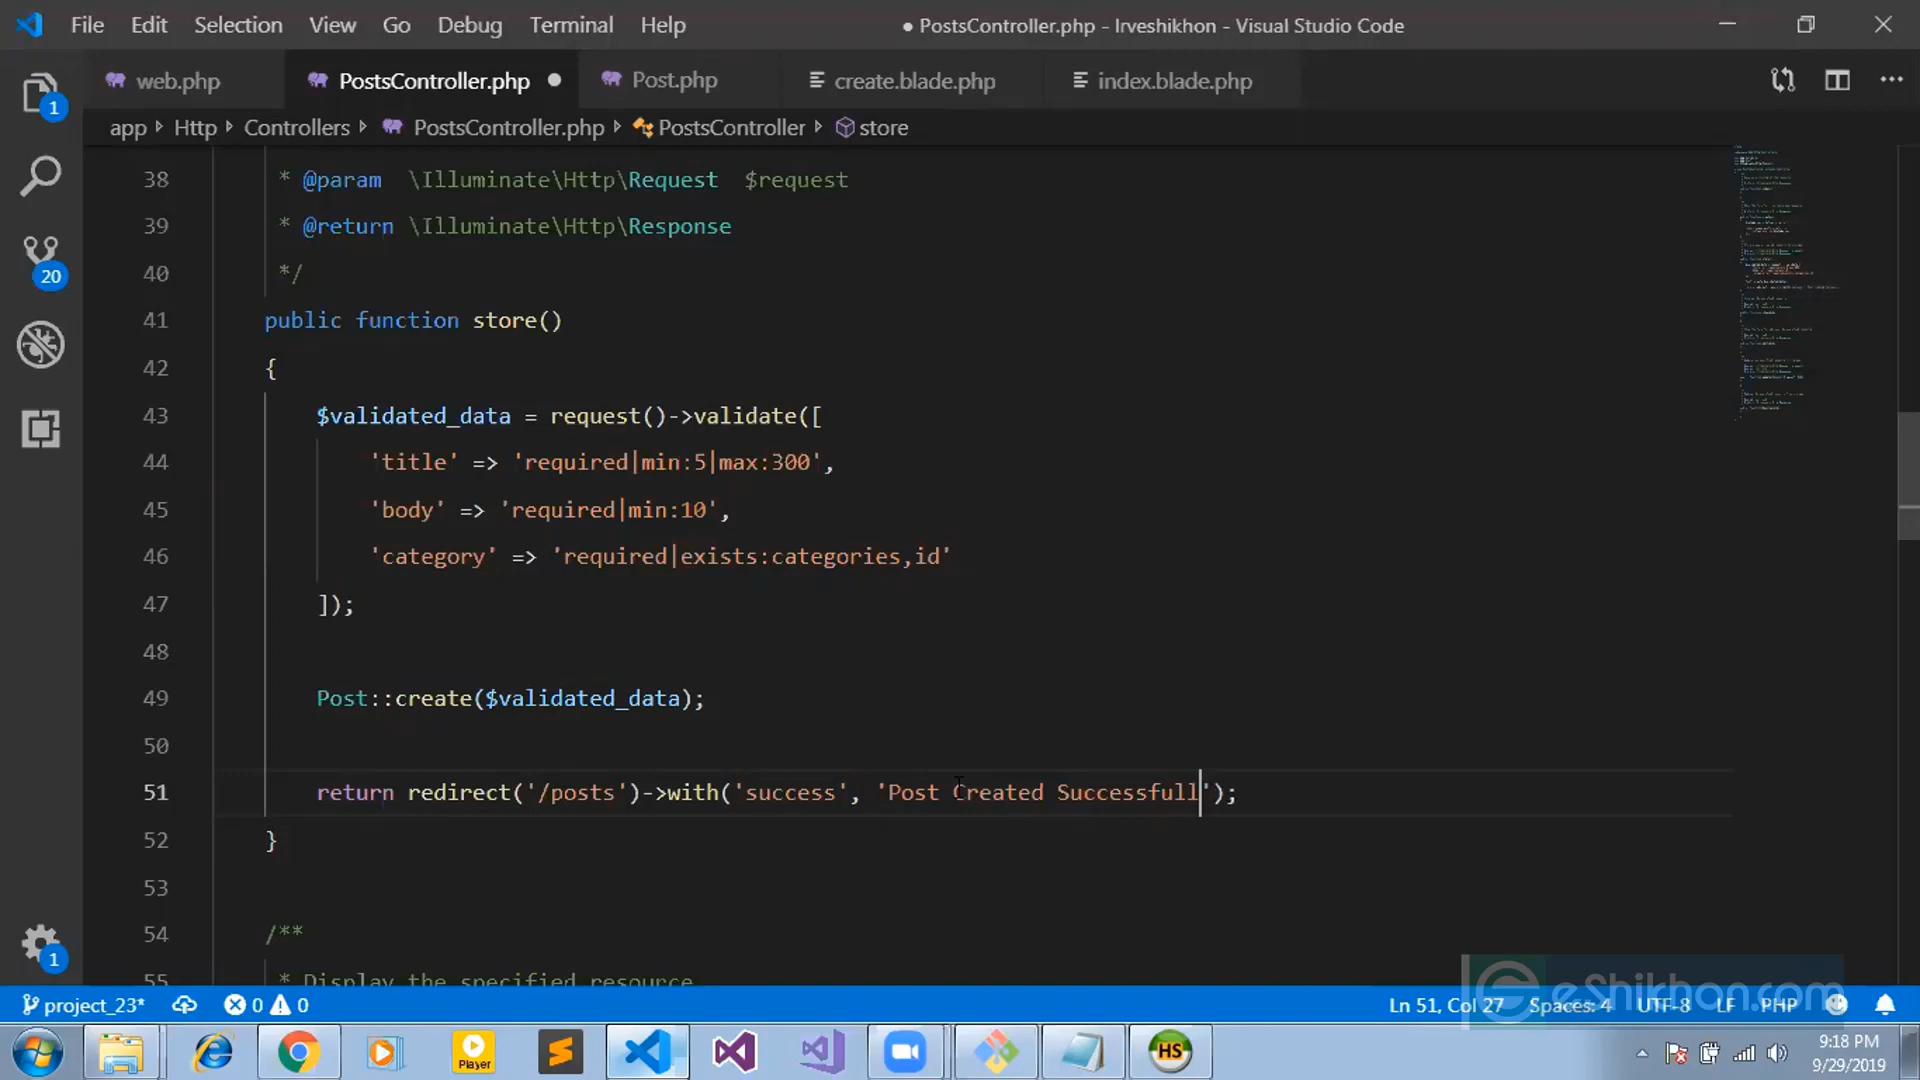 File Edit Selection View Go Debug Terminal Help
● PostsController.php - Irveshikhon - Visual Studio Code
web.php
PostsController.php
Post.php
create.blade.php
index.blade.php
app Http Controllers PostsController.php PostsController store
38 * @param \Illuminate\Http\Request $request
39 * @return \Illuminate\Http\Response
40 */
41 public function store()
42 {
43 $validated_data = request()->validate([
44 'title' => 'required|min:5|max:300',
45 'body' => 'required|min:10',
46 'category' => 'required|exists:categories,id'
47 ]);
48
49 Post::create($validated_data);
50
51 return redirect('/posts')->with('success', 'Post Created Successfull');
52 }
53
54 /**
55 * Display the specified resource
1
20
1
project_23* 0 0
Ln 51, Col 27 Spaces: 4 UTF-8 LF PHP
eShikhon.com
Player
HS
9:18 PM
9/29/2019